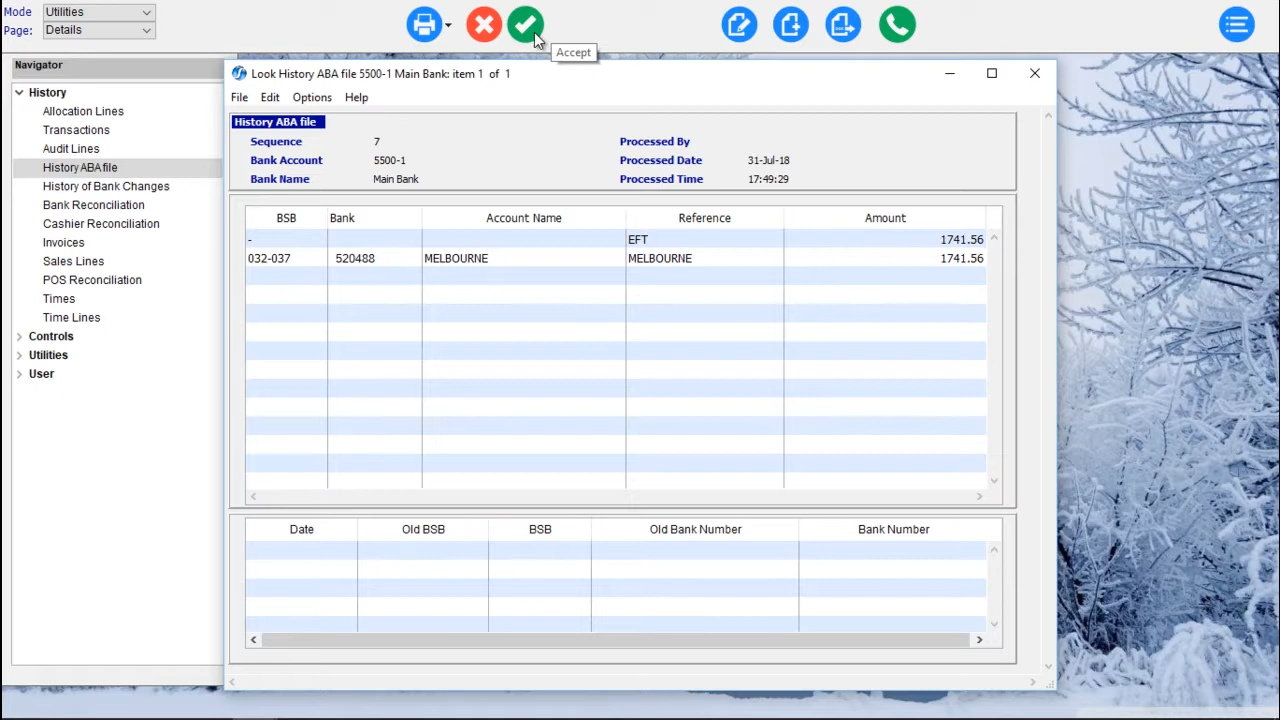 Mode Utilities
Page: Details
Accept
Navigator
History
Allocation Lines
Transactions
Audit Lines
History ABA file
History of Bank Changes
Bank Reconciliation
Cashier Reconciliation
Invoices
Sales Lines
POS Reconciliation
Times
Time Lines
Controls
Utilities
User
Look History ABA file 5500-1 Main Bank: item 1 of 1
File Edit Options Help
History ABA file
Sequence 7 Processed By
Bank Account 5500-1 Processed Date 31-Jul-18
Bank Name Main Bank Processed Time 17:49:29
BSB Bank Account Name Reference Amount
- EFT 1741.56
032-037 520488 MELBOURNE MELBOURNE 1741.56
Date Old BSB BSB Old Bank Number Bank Number